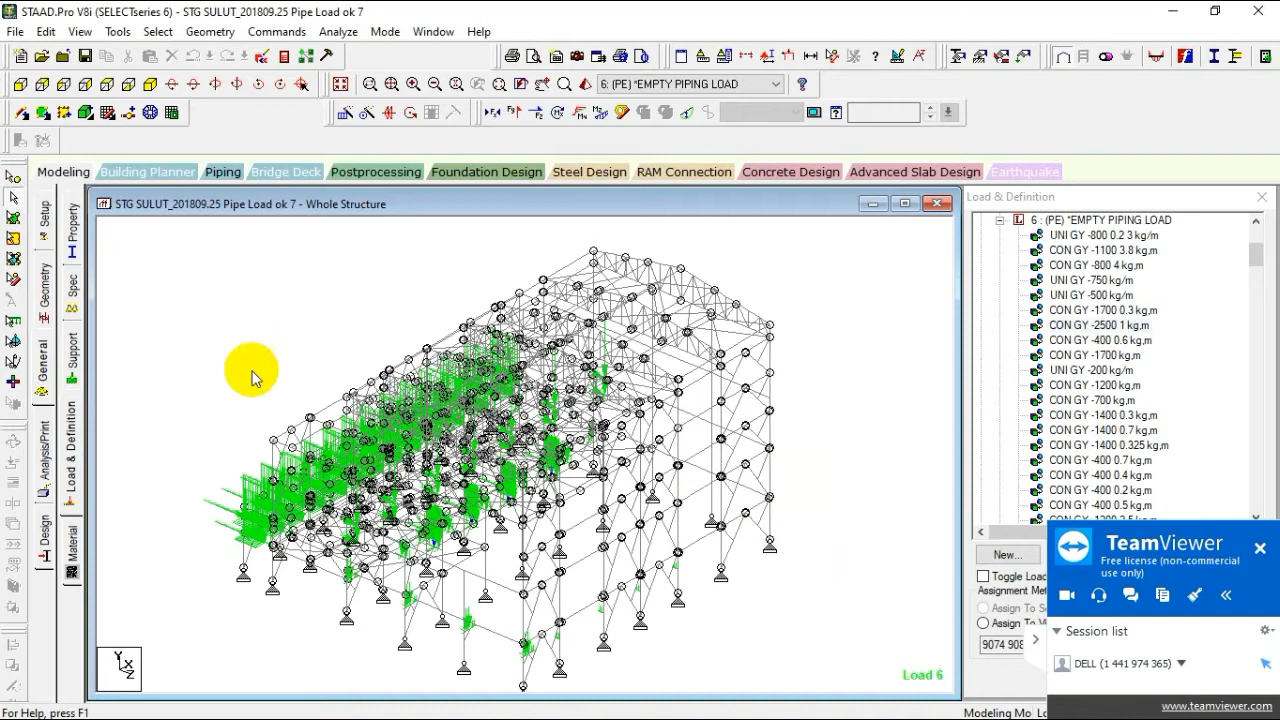 STAAD.Pro V8i (SELECTseries 6) - STG SULUT_201809.25 Pipe Load ok 7
File Edit View Tools Select Geometry Commands Analyze Mode Window Help
6: (PE) *EMPTY PIPING LOAD
Modeling Building Planner Piping Bridge Deck Postprocessing Foundation Design Steel Design RAM Connection Concrete Design Advanced Slab Design Earthquake
Setup
Geometry
General
Analysis/Print
Design
Property
Spec
Support
Load & Definition
Material
STG SULUT_201809.25 Pipe Load ok 7 - Whole Structure
Y
X
Z
Load 6
Load & Definition
6 : (PE) *EMPTY PIPING LOAD
UNI GY -800 0.2 3 kg/m
CON GY -1100 3.8 kg,m
CON GY -800 4 kg,m
UNI GY -750 kg/m
UNI GY -500 kg/m
CON GY -1700 0.3 kg,m
CON GY -2500 1 kg,m
CON GY -400 0.6 kg,m
CON GY -1700 kg,m
UNI GY -200 kg/m
CON GY -1200 kg,m
CON GY -700 kg,m
CON GY -1400 0.3 kg,m
CON GY -1400 0.7 kg,m
CON GY -1400 0.325 kg,m
CON GY -400 0.7 kg,m
CON GY -400 0.4 kg,m
CON GY -400 0.2 kg,m
CON GY -400 0.5 kg,m
New...
Toggle Load
Assignment Met
Assign To S
Assign To V
9074 908
TeamViewer
Free license (non-commercial
use only)
Session list
DELL (1 441 974 365)
www.teamviewer.com
For Help, press F1
Modeling Mo